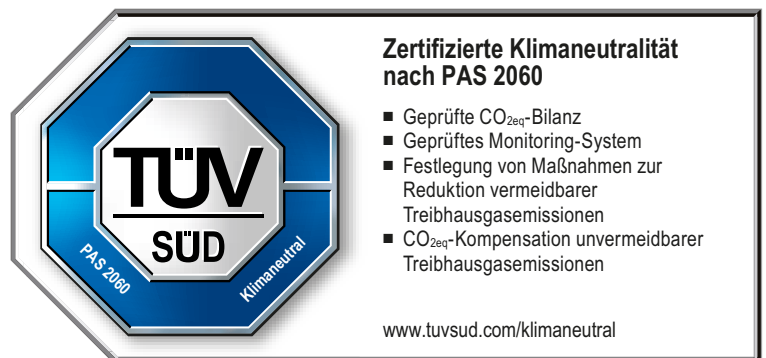 TÜV
SÜD
PAS 2060
Klimaneutral
Zertifizierte Klimaneutralität
nach PAS 2060
■ Geprüfte CO₂eq-Bilanz
■ Geprüftes Monitoring-System
■ Festlegung von Maßnahmen zur
Reduktion vermeidbarer
Treibhausgasemissionen
■ CO₂eq-Kompensation unvermeidbarer
Treibhausgasemissionen
www.tuvsud.com/klimaneutral